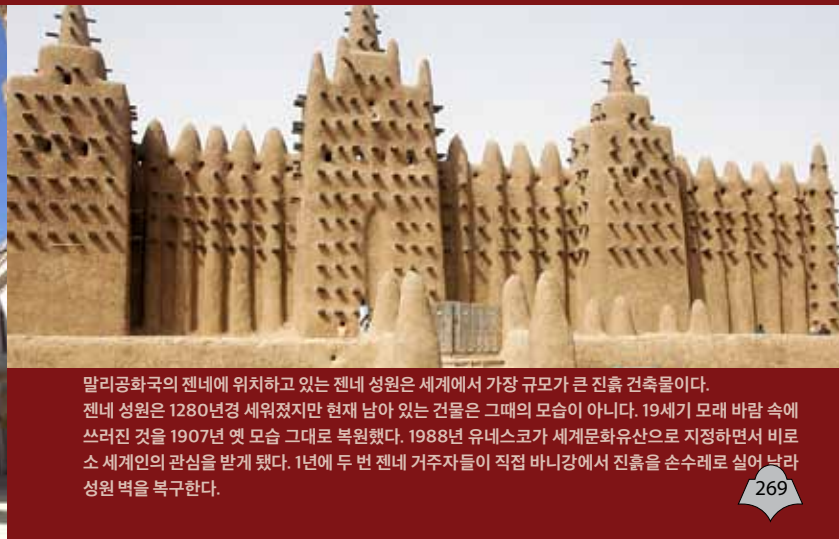 말리공화국의 젠네에 위치하고 있는 젠네 성원은 세계에서 가장 규모가 큰 진흙 건축물이다.
젠네 성원은 1280년경 세워졌지만 현재 남아 있는 건물은 그때의 모습이 아니다. 19세기 모래 바람 속에
쓰러진 것을 1907년 옛 모습 그대로 복원했다. 1988년 유네스코가 세계문화유산으로 지정하면서 비로
소 세계인의 관심을 받게 됐다. 1년에 두 번 젠네 거주자들이 직접 바니강에서 진흙을 손수레로 실어 날라
성원 벽을 복구한다.
269